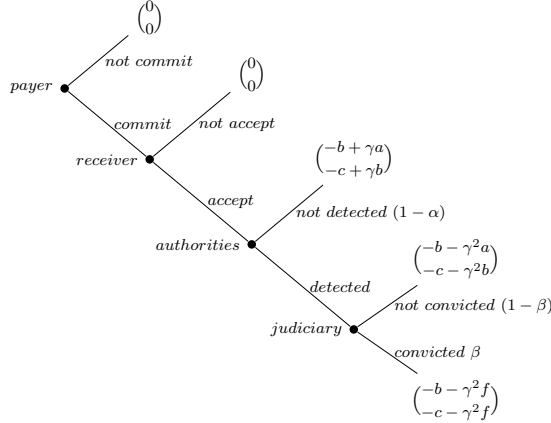 (0
0)
not commit
payer
(0
0)
commit
not accept
receiver
(−b + γa
−c + γb)
accept
not detected (1 − α)
authorities
(−b − γ²a
−c − γ²b)
detected
not convicted (1 − β)
judiciary
convicted β
(−b − γ²f
−c − γ²f)